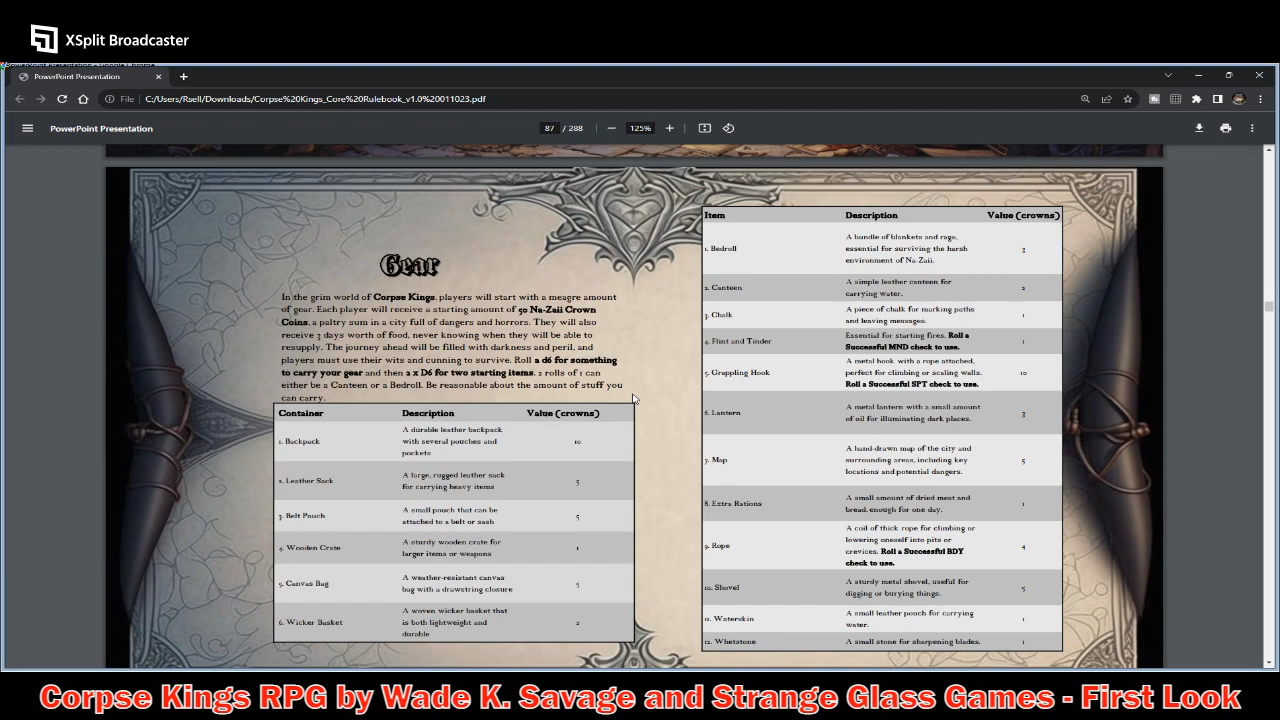 XSplit Broadcaster
PowerPoint Presentation
File
C:/Users/Rsell/Downloads/Corpse%20Kings_Core%20Rulebook_v1.0%20011023.pdf
PowerPoint Presentation
87 / 288
125%
Gear
In the grim world of Corpse Kings, players will start with a meagre amount
of gear. Each player will receive a starting amount of 50 Na-Zaii Crown
Coins, a paltry sum in a city full of dangers and horrors. They will also
receive 3 days worth of food, never knowing when they will be able to
resupply. The journey ahead will be filled with darkness and peril, and
players must use their wits and cunning to survive. Roll a d6 for something
to carry your gear and then 2 x D6 for two starting items. 2 rolls of 1 can
either be a Canteen or a Bedroll. Be reasonable about the amount of stuff you
can carry.
Container Description Value (crowns)
1. Backpack
A durable leather backpack
with several pouches and
pockets
10
2. Leather Sack
A large, rugged leather sack
for carrying heavy items
5
3. Belt Pouch
A small pouch that can be
attached to a belt or sash
5
4. Wooden Crate
A sturdy wooden crate for
larger items or weapons
1
5. Canvas Bag
A weather-resistant canvas
bag with a drawstring closure
5
6. Wicker Basket
A woven wicker basket that
is both lightweight and
durable
2
Item Description Value (crowns)
1. Bedroll
A bundle of blankets and rags,
essential for surviving the harsh
environment of Na-Zaii.
3
2. Canteen
A simple leather canteen for
carrying water.
2
3. Chalk
A piece of chalk for marking paths
and leaving messages.
1
4. Flint and Tinder
Essential for starting fires. Roll a
Successful MND check to use.
1
5. Grappling Hook
A metal hook with a rope attached,
perfect for climbing or scaling walls.
Roll a Successful SPT check to use.
10
6. Lantern
A metal lantern with a small amount
of oil for illuminating dark places.
3
7. Map
A hand-drawn map of the city and
surrounding areas, including key
locations and potential dangers.
5
8. Extra Rations
A small amount of dried meat and
bread, enough for one day.
1
9. Rope
A coil of thick rope for climbing or
lowering oneself into pits or
crevices. Roll a Successful BDY
check to use.
4
10. Shovel
A sturdy metal shovel, useful for
digging or burying things.
5
11. Waterskin
A small leather pouch for carrying
water.
1
12. Whetstone
A small stone for sharpening blades.
1
Corpse Kings RPG by Wade K. Savage and Strange Glass Games - First Look